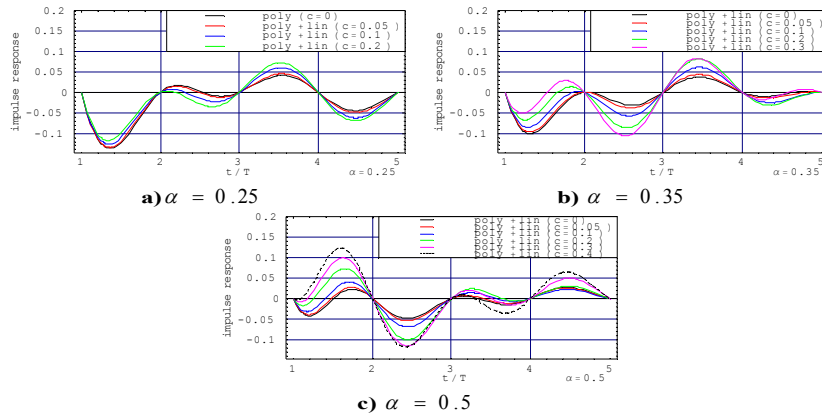 0.2
0.15
0.1
0.05
0
-0.05
-0.1
impulse response
poly (c=0)
poly +lin (c=0.05 )
poly +lin (c=0.1 )
poly +lin (c=0.2 )
1 2 3 4 5
t/T
α=0.25
a) α = 0.25
0.2
0.15
0.1
0.05
0
-0.05
-0.1
impulse response
poly +lin (c=0)
poly +lin (c=0.05 )
poly +lin (c=0.1 )
poly +lin (c=0.2 )
poly +lin (c=0.3 )
1 2 3 4 5
t/T
α=0.35
b) α = 0.35
0.2
0.15
0.1
0.05
0
-0.05
-0.1
impulse response
poly +lin (c=0)
poly +lin (c=0.05 )
poly +lin (c=0.1 )
poly +lin (c=0.2 )
poly +lin (c=0.3 )
poly +lin (c=0.4 )
1 2 3 4 5
t/T
α=0.5
c) α = 0.5